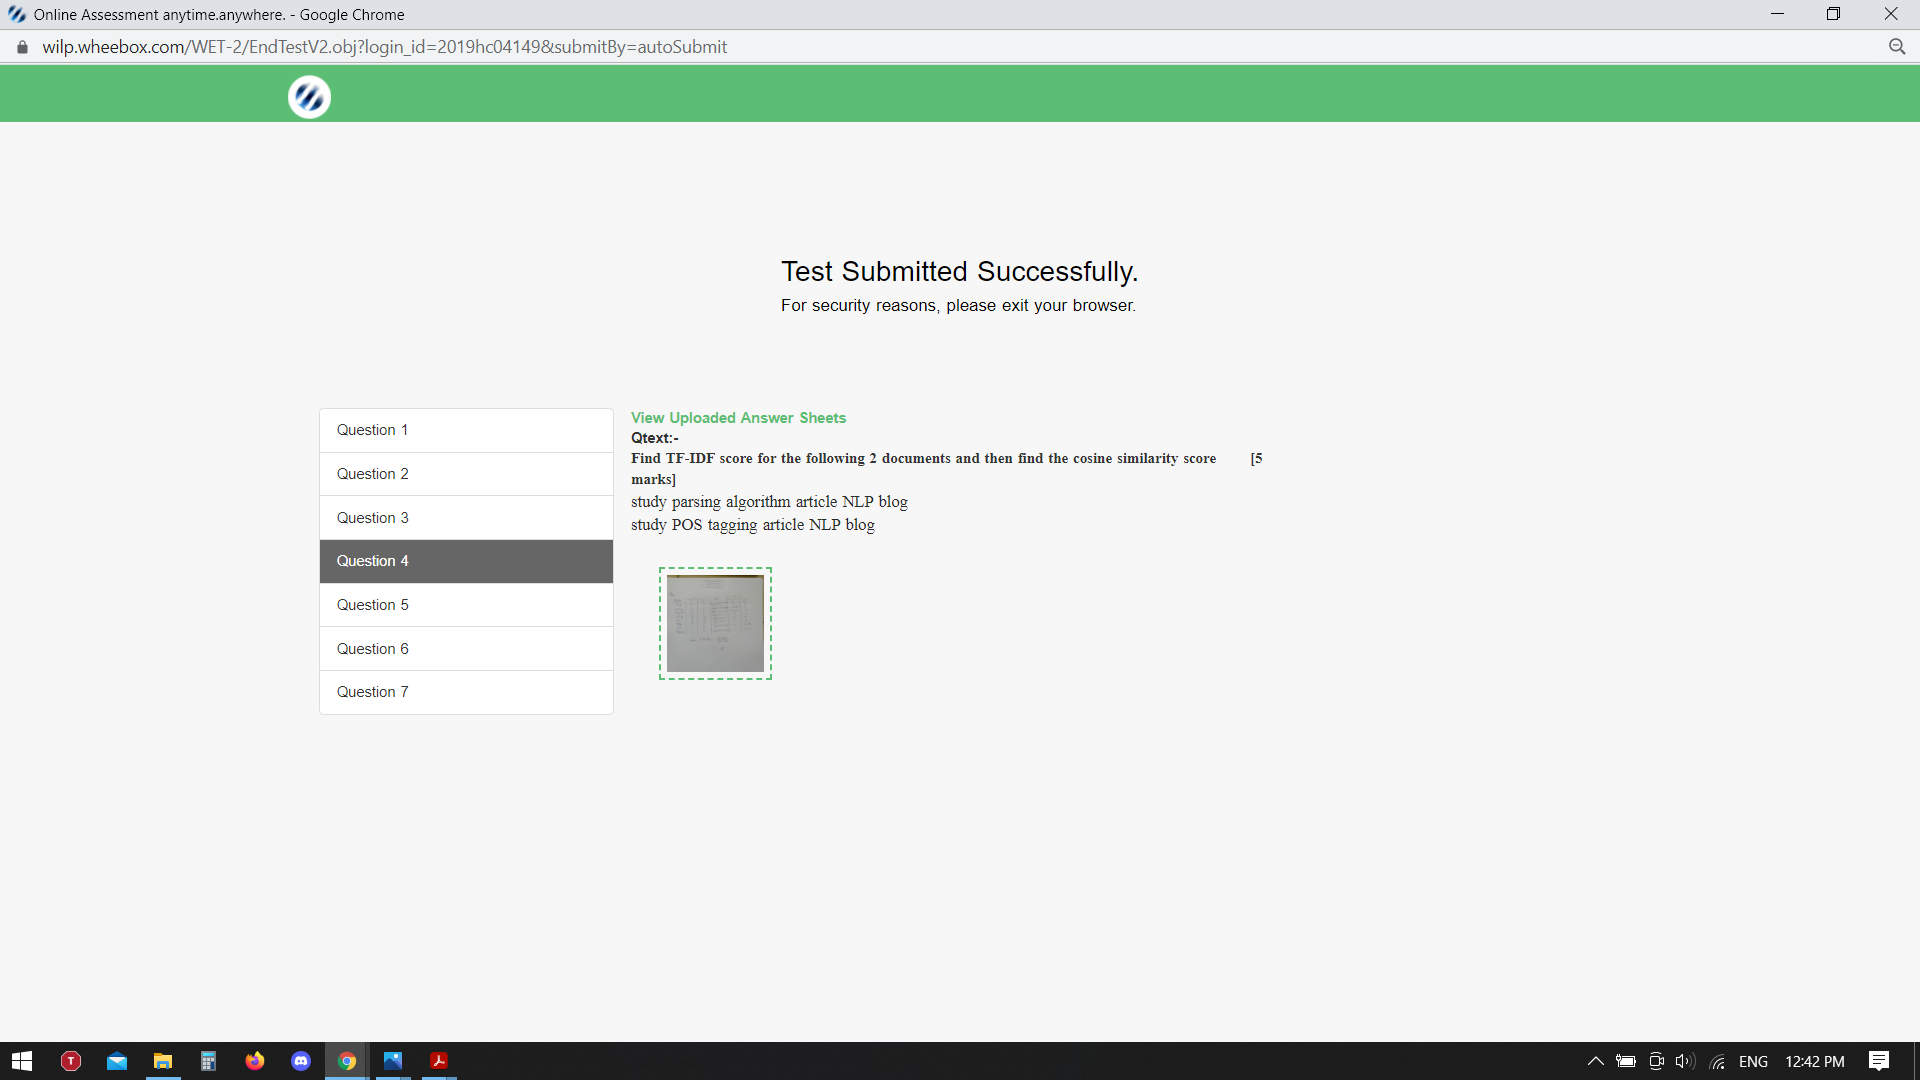 Online Assessment anytime.anywhere. - Google Chrome
wilp.wheebox.com/WET-2/EndTestV2.obj?login_id=2019hc04149&submitBy=autoSubmit
Test Submitted Successfully.
For security reasons, please exit your browser.
Question 1
Question 2
Question 3
Question 4
Question 5
Question 6
Question 7
View Uploaded Answer Sheets
Qtext:-
Find TF-IDF score for the following 2 documents and then find the cosine similarity score [5
marks]
study parsing algorithm article NLP blog
study POS tagging article NLP blog
T
ENG 12:42 PM